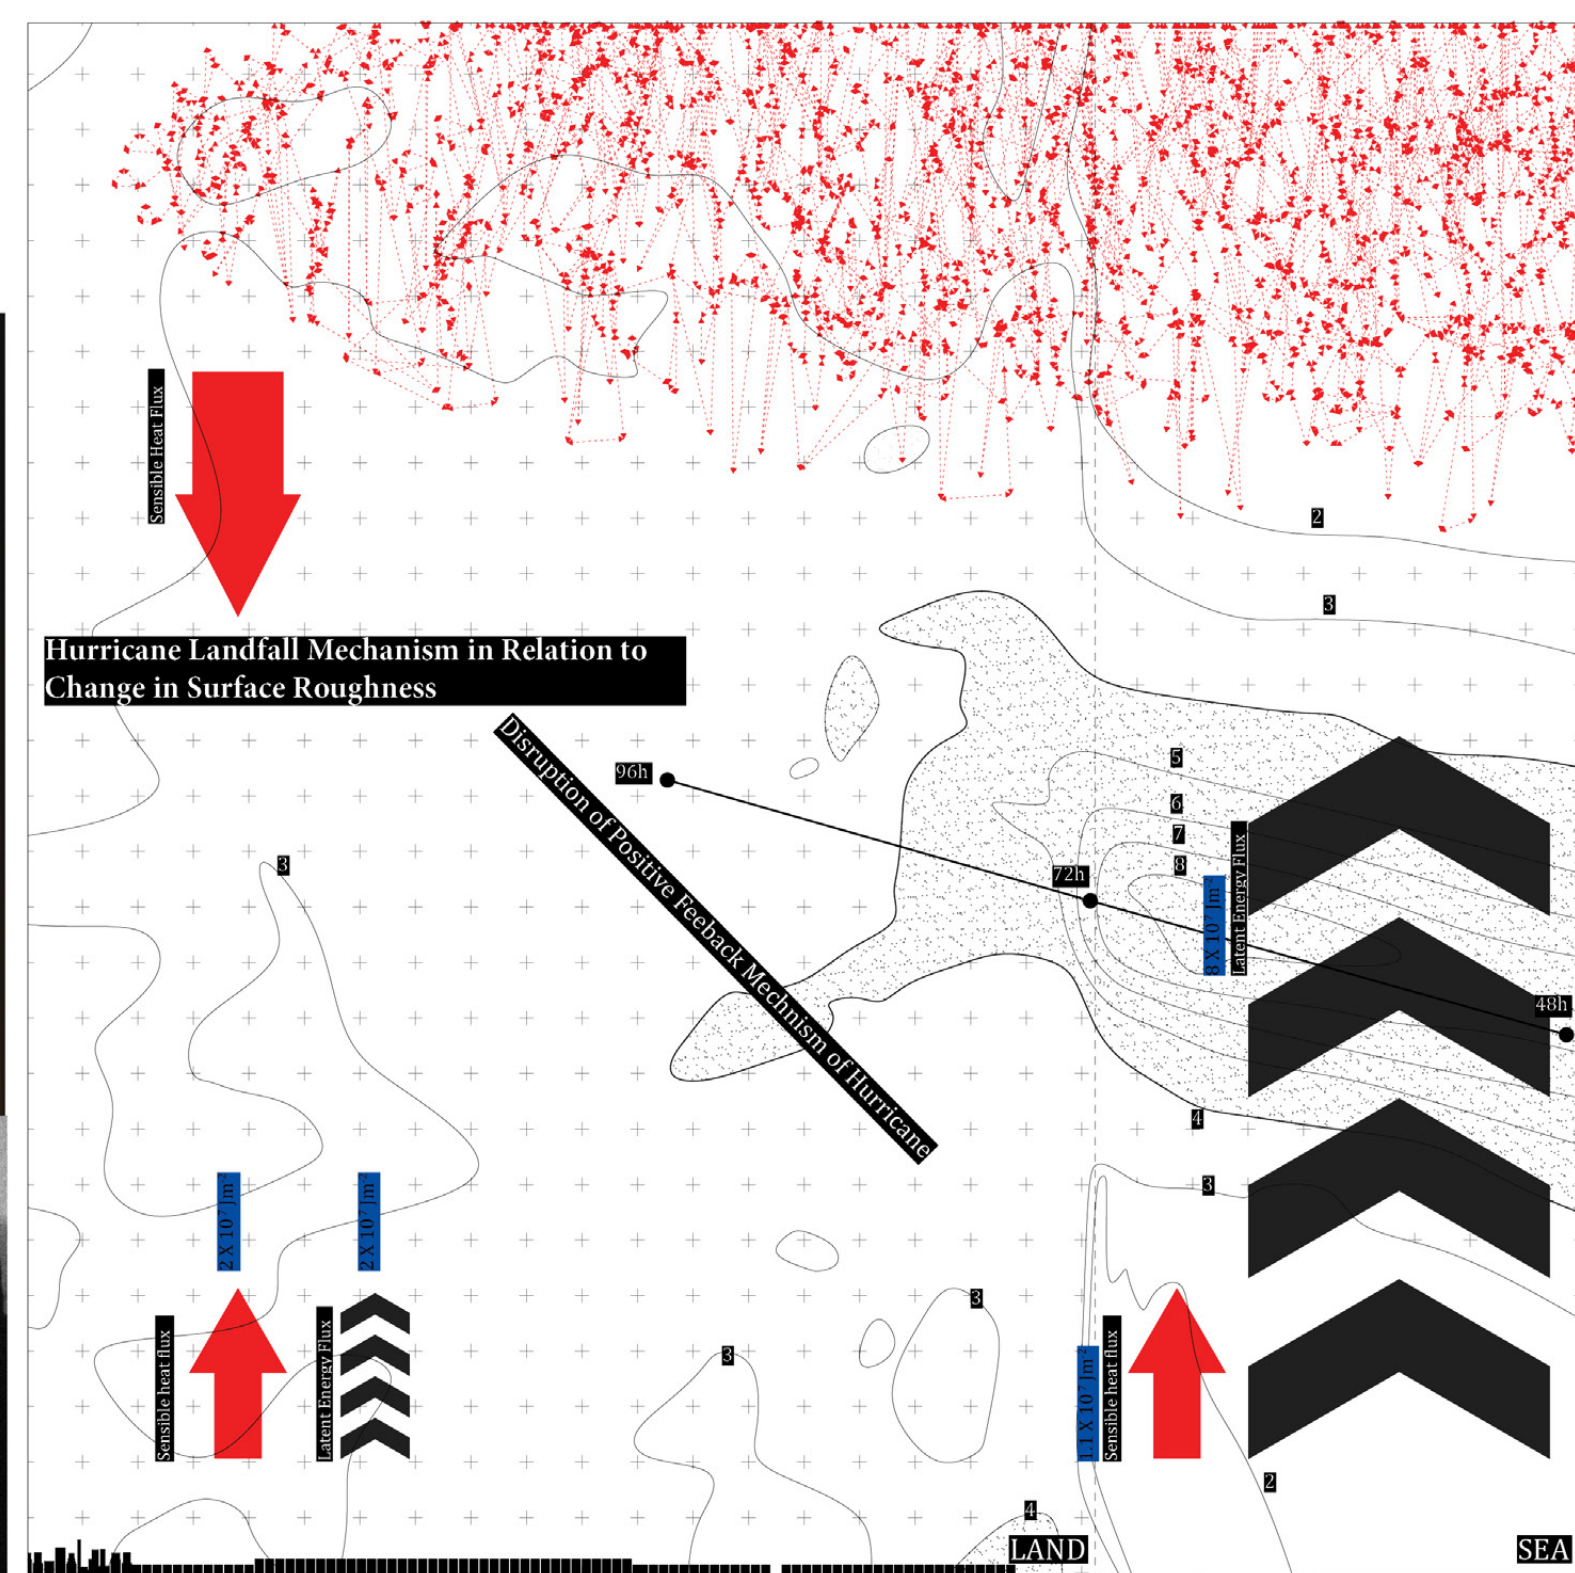 2
Sensible Heat Flux
3
Hurricane Landfall Mechanism in Relation to
Change in Surface Roughness
Disruption of Positive Feeback Mechnism of Hurricane
96h
5
6
7
8
3
72h
8 X 10⁷ Jm⁻²
Latent Energy Flux
48h
4
3
2 X 10⁷ Jm⁻²
2 X 10⁷ Jm⁻²
3
3
Sensible heat flux
Latent Energy Flux
1.1 X 10⁷ Jm⁻²
Sensible heat flux
2
4
LAND
SEA